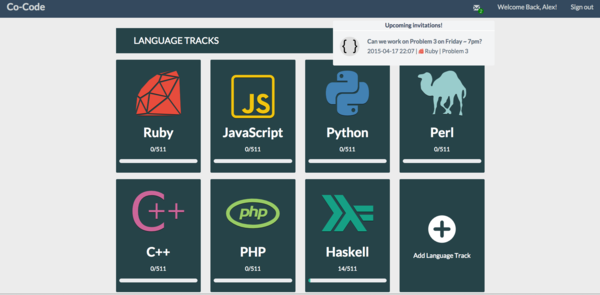 Co-Code
Welcome Back, Alex!
Sign out
Upcoming invitations!
Can we work on Problem 3 on Friday ~ 7pm?
2015-04-17 22:07 | Ruby | Problem 3
LANGUAGE TRACKS
JS
Ruby
JavaScript
Python
Perl
0/511
0/511
0/511
0/511
C++
php
C++
PHP
Haskell
Add Language Track
0/511
0/511
14/511